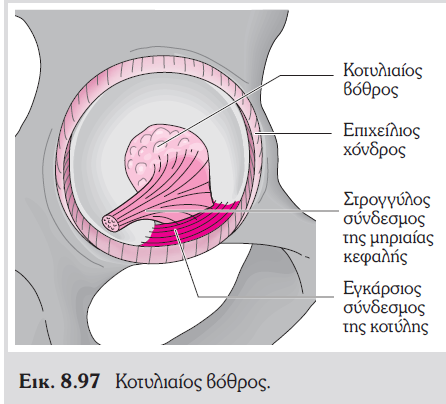 Κοτυλιαίος
βόθρος
Επιχείλιος
χόνδρος
Στρογγύλος
σύνδεσμος
της μηριαίας
κεφαλής
Εγκάρσιος
σύνδεσμος
της κοτύλης
Εικ. 8.97 Κοτυλιαίος βόθρος.